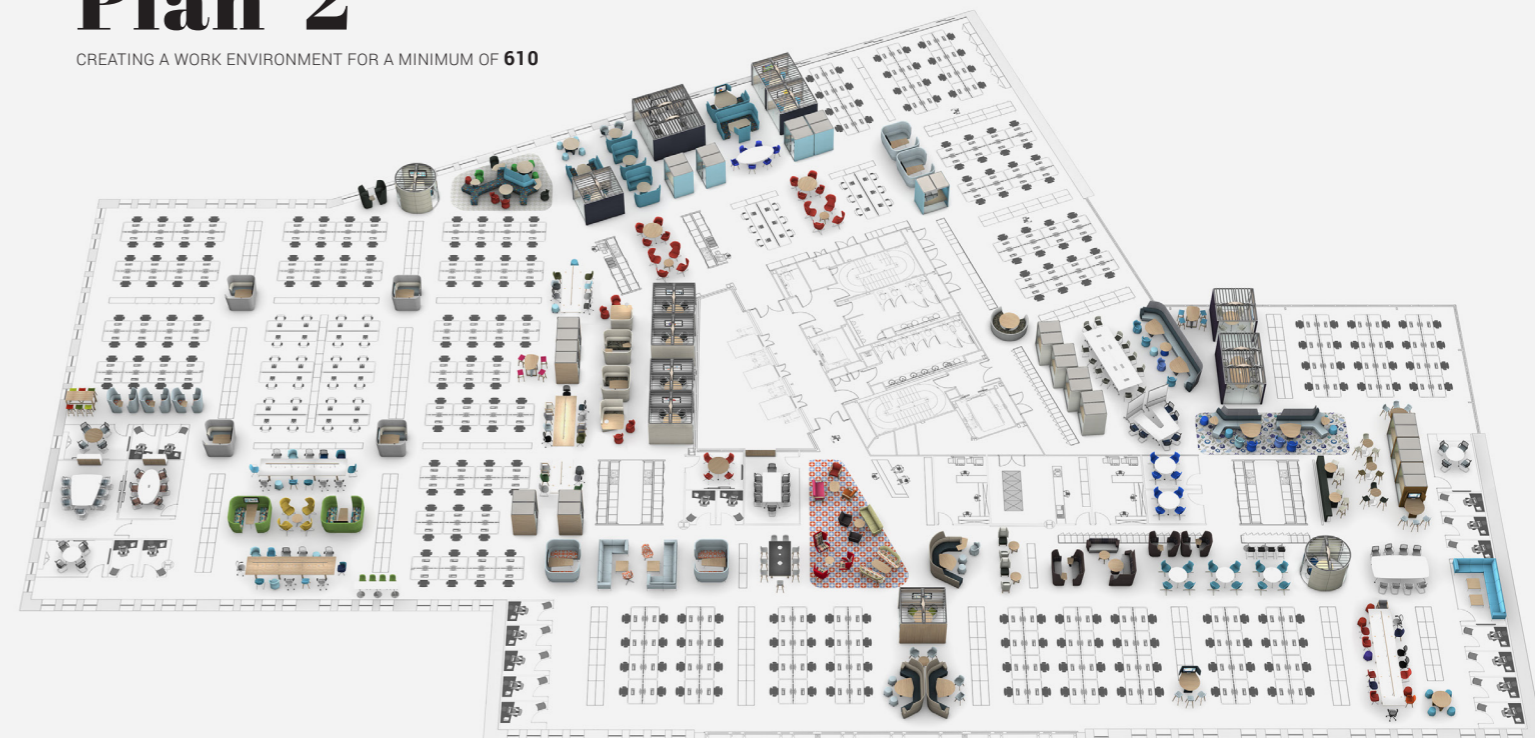 Plan 2
CREATING A WORK ENVIRONMENT FOR A MINIMUM OF 610